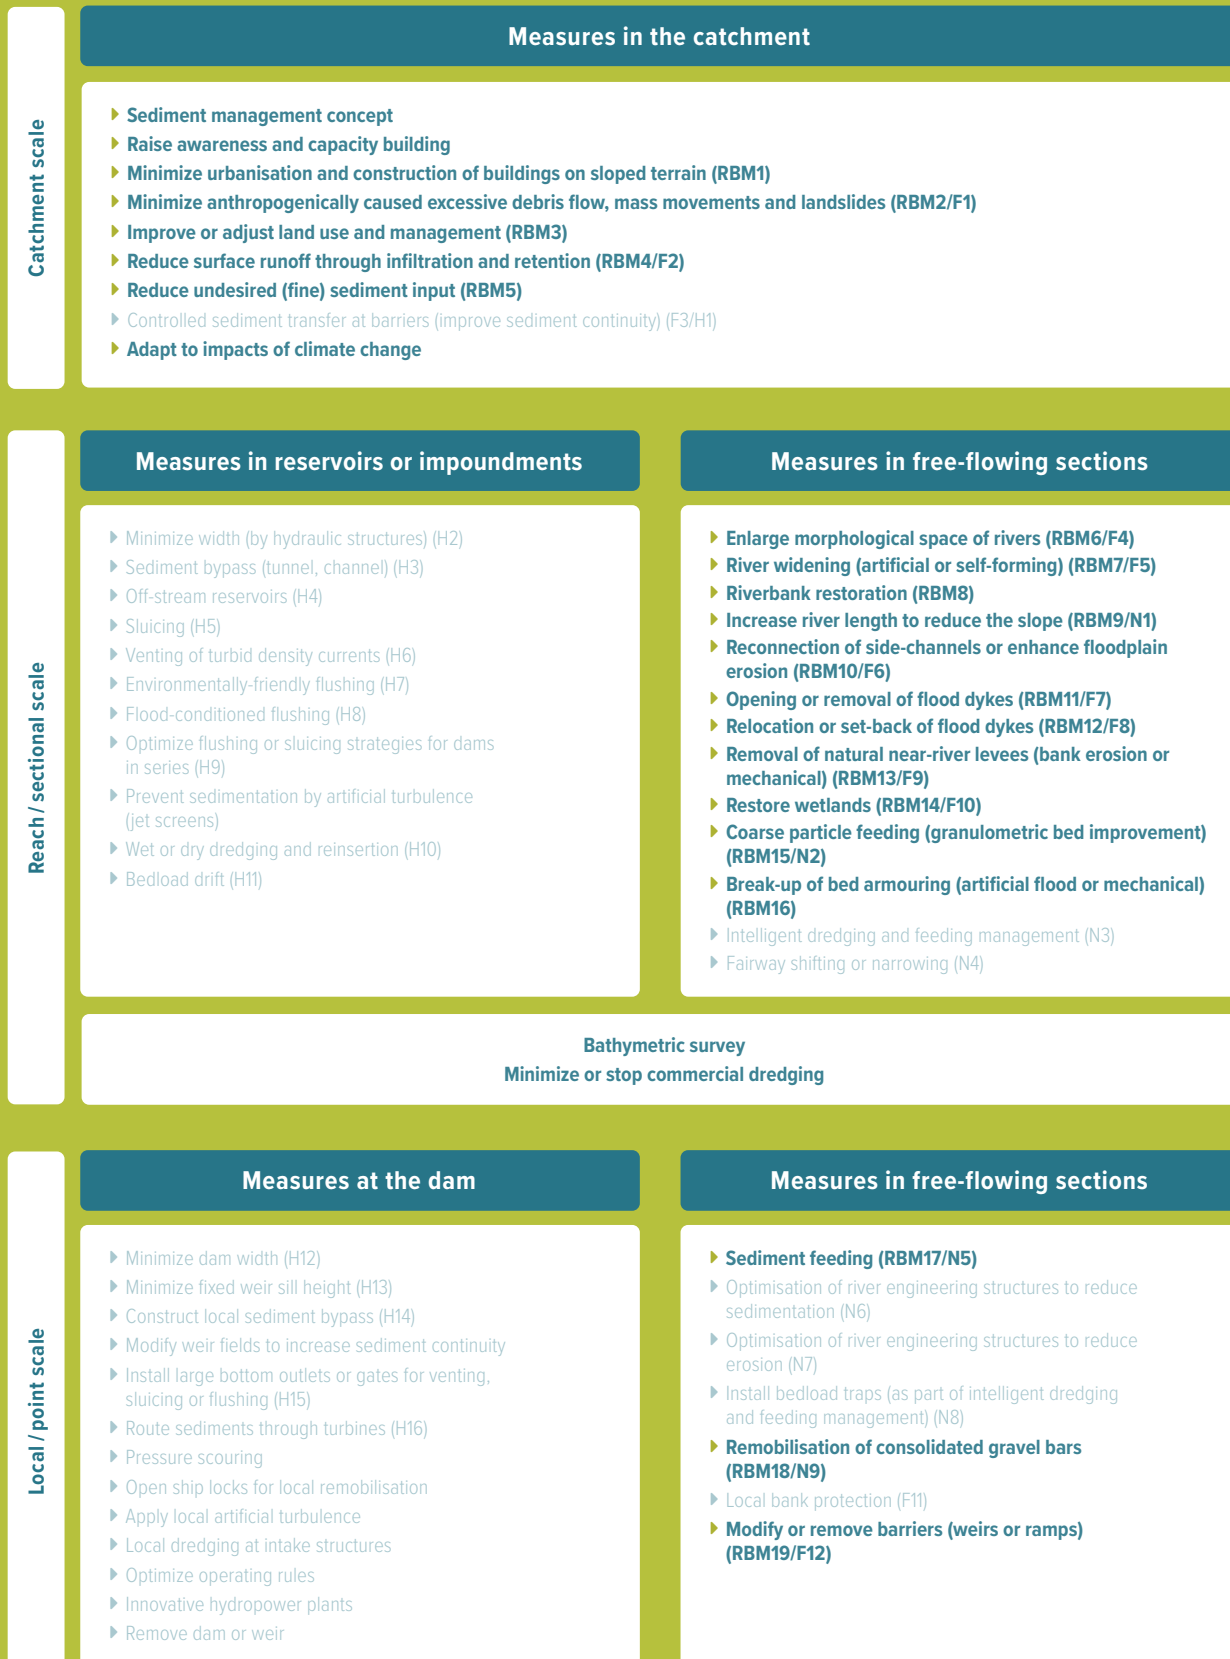 Measures in the catchment
Catchment scale
Sediment management concept
Raise awareness and capacity building
Minimize urbanisation and construction of buildings on sloped terrain (RBM1)
Minimize anthropogenically caused excessive debris flow, mass movements and landslides (RBM2/F1)
Improve or adjust land use and management (RBM3)
Reduce surface runoff through infiltration and retention (RBM4/F2)
Reduce undesired (fine) sediment input (RBM5)
Controlled sediment transfer at barriers (improve sediment continuity) (F3/H1)
Adapt to impacts of climate change
Reach / sectional scale
Measures in reservoirs or impoundments
Minimize width (by hydraulic structures) (H2)
Sediment bypass (tunnel, channel) (H3)
Off-stream reservoirs (H4)
Sluicing (H5)
Venting of turbid density currents (H6)
Environmentally-friendly flushing (H7)
Flood-conditioned flushing (H8)
Optimize flushing or sluicing strategies for dams
in series (H9)
Prevent sedimentation by artificial turbulence
(jet screens)
Wet or dry dredging and reinsertion (H10)
Bedload drift (H11)
Measures in free-flowing sections
Enlarge morphological space of rivers (RBM6/F4)
River widening (artificial or self-forming) (RBM7/F5)
Riverbank restoration (RBM8)
Increase river length to reduce the slope (RBM9/N1)
Reconnection of side-channels or enhance floodplain
erosion (RBM10/F6)
Opening or removal of flood dykes (RBM11/F7)
Relocation or set-back of flood dykes (RBM12/F8)
Removal of natural near-river levees (bank erosion or
mechanical) (RBM13/F9)
Restore wetlands (RBM14/F10)
Coarse particle feeding (granulometric bed improvement)
(RBM15/N2)
Break-up of bed armouring (artificial flood or mechanical)
(RBM16)
Intelligent dredging and feeding management (N3)
Fairway shifting or narrowing (N4)
Bathymetric survey
Minimize or stop commercial dredging
Local / point scale
Measures at the dam
Minimize dam width (H12)
Minimize fixed weir sill height (H13)
Construct local sediment bypass (H14)
Modify weir fields to increase sediment continuity
Install large bottom outlets or gates for venting,
sluicing or flushing (H15)
Route sediments through turbines (H16)
Pressure scouring
Open ship locks for local remobilisation
Apply local artificial turbulence
Local dredging at intake structures
Optimize operating rules
Innovative hydropower plants
Remove dam or weir
Measures in free-flowing sections
Sediment feeding (RBM17/N5)
Optimisation of river engineering structures to reduce
sedimentation (N6)
Optimisation of river engineering structures to reduce
erosion (N7)
Install bedload traps (as part of intelligent dredging
and feeding management) (N8)
Remobilisation of consolidated gravel bars
(RBM18/N9)
Local bank protection (F11)
Modify or remove barriers (weirs or ramps)
(RBM19/F12)